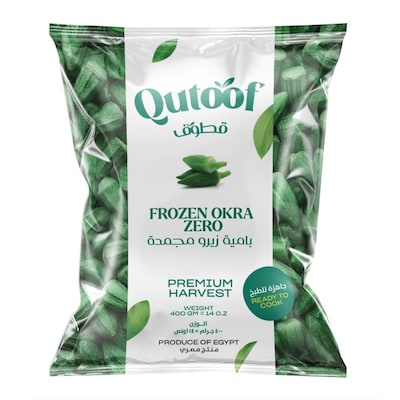 Qutoof
قطوف
FROZEN OKRA
ZERO
بامية زيرو مجمدة
PREMIUM
HARVEST
جاهزة للطبخ
READY TO
COOK
WEIGHT
400 GM = 14 O.Z
الوزن
٤٠٠ جرام = ١٤ اونص
PRODUCE OF EGYPT
منتج مصري